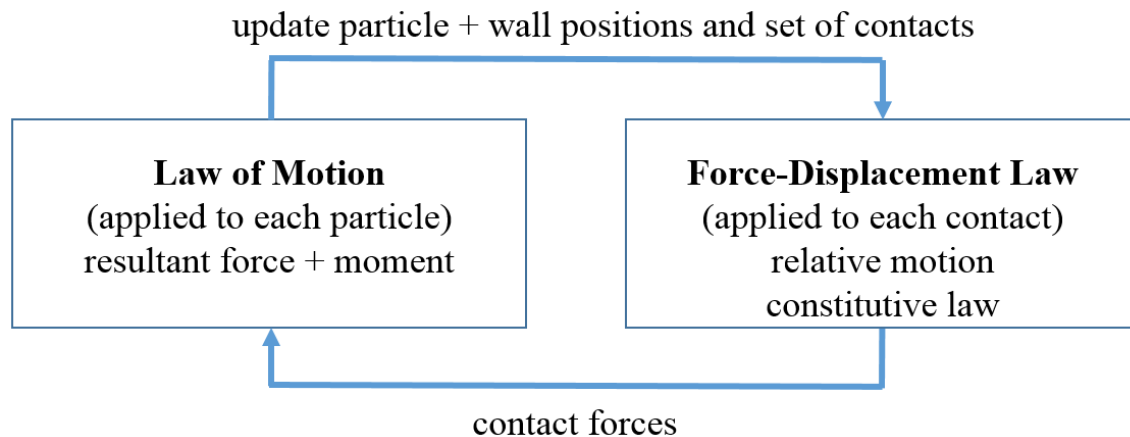 update particle + wall positions and set of contacts
Law of Motion
(applied to each particle)
resultant force + moment
Force-Displacement Law
(applied to each contact)
relative motion
constitutive law
contact forces